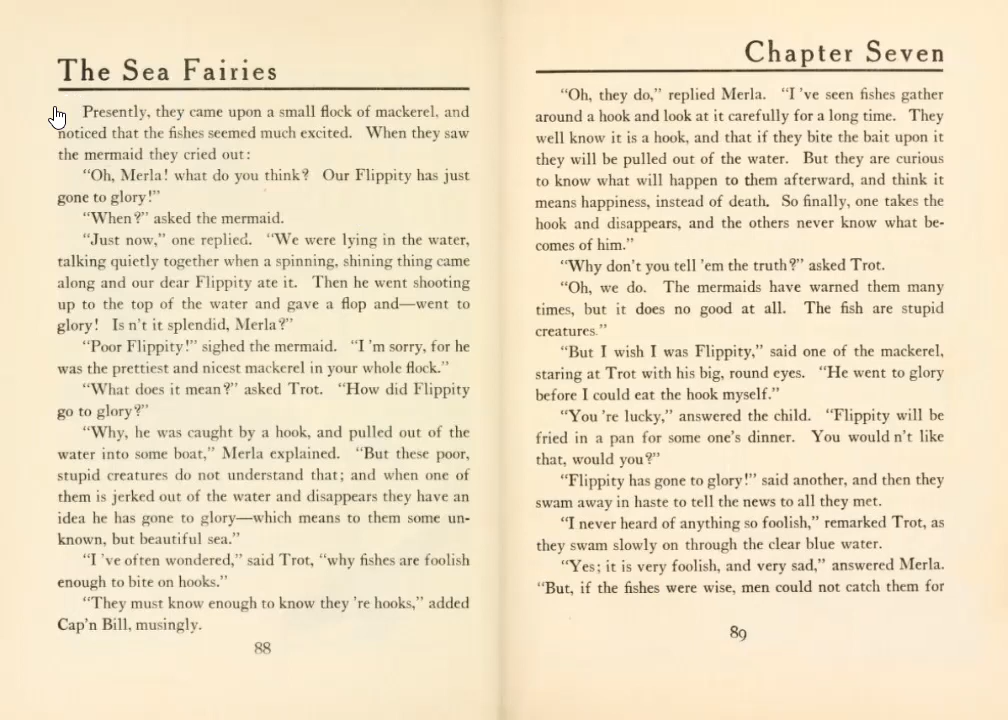 The Sea Fairies
Presently, they came upon a small flock of mackerel, and
noticed that the fishes seemed much excited. When they saw
the mermaid they cried out:
“Oh, Merla! what do you think? Our Flippity has just
gone to glory!”
“When?” asked the mermaid.
“Just now,” one replied. “We were lying in the water,
talking quietly together when a spinning, shining thing came
along and our dear Flippity ate it. Then he went shooting
up to the top of the water and gave a flop and—went to
glory! Is n’t it splendid, Merla?”
“Poor Flippity!” sighed the mermaid. “I ’m sorry, for he
was the prettiest and nicest mackerel in your whole flock.”
“What does it mean?” asked Trot. “How did Flippity
go to glory?”
“Why, he was caught by a hook, and pulled out of the
water into some boat,” Merla explained. “But these poor,
stupid creatures do not understand that; and when one of
them is jerked out of the water and disappears they have an
idea he has gone to glory—which means to them some un-
known, but beautiful sea.”
“I ’ve often wondered,” said Trot, “why fishes are foolish
enough to bite on hooks.”
“They must know enough to know they ’re hooks,” added
Cap’n Bill, musingly.
88
Chapter Seven
“Oh, they do,” replied Merla. “I ’ve seen fishes gather
around a hook and look at it carefully for a long time. They
well know it is a hook, and that if they bite the bait upon it
they will be pulled out of the water. But they are curious
to know what will happen to them afterward, and think it
means happiness, instead of death. So finally, one takes the
hook and disappears, and the others never know what be-
comes of him.”
“Why don’t you tell ’em the truth?” asked Trot.
“Oh, we do. The mermaids have warned them many
times, but it does no good at all. The fish are stupid
creatures.”
“But I wish I was Flippity,” said one of the mackerel,
staring at Trot with his big, round eyes. “He went to glory
before I could eat the hook myself.”
“You ’re lucky,” answered the child. “Flippity will be
fried in a pan for some one’s dinner. You would n’t like
that, would you?”
“Flippity has gone to glory!” said another, and then they
swam away in haste to tell the news to all they met.
“I never heard of anything so foolish,” remarked Trot, as
they swam slowly on through the clear blue water.
“Yes; it is very foolish, and very sad,” answered Merla.
“But, if the fishes were wise, men could not catch them for
89